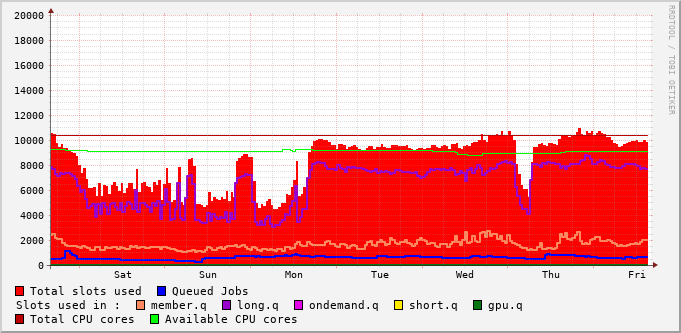 20000
18000
16000
14000
12000
10000
8000
6000
4000
2000
0
Sat Sun Mon Tue Wed Thu Fri
Total slots used Queued Jobs
Slots used in : member.q long.q ondemand.q short.q gpu.q
Total CPU cores Available CPU cores
RRDTOOL / TOBI OETIKER